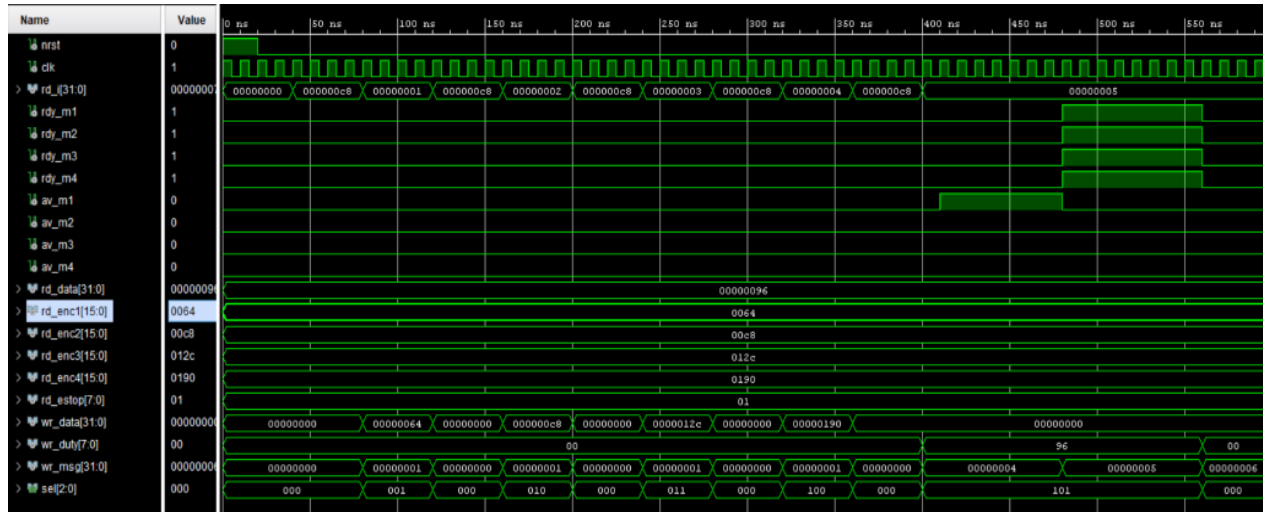 Name Value 0 ns 50 ns 100 ns 150 ns 200 ns 250 ns 300 ns 350 ns 400 ns 450 ns 500 ns 550 ns
nrst 0
clk 1
rd_i[31:0] 00000007 00000000 000000c8 00000001 000000c8 00000002 000000c8 00000003 000000c8 00000004 000000c8 00000005
rdy_m1 1
rdy_m2 1
rdy_m3 1
rdy_m4 1
av_m1 0
av_m2 0
av_m3 0
av_m4 0
rd_data[31:0] 00000096 00000096
rd_enc1[15:0] 0064 0064
rd_enc2[15:0] 00c8 00c8
rd_enc3[15:0] 012c 012c
rd_enc4[15:0] 0190 0190
rd_estop[7:0] 01 01
wr_data[31:0] 00000000 00000000 00000064 00000000 000000c8 00000000 0000012c 00000000 00000190 00000000
wr_duty[7:0] 00 00 96 00
wr_msg[31:0] 00000000 00000001 00000000 00000001 00000000 00000001 00000000 00000001 00000000 00000004 00000005 00000006
sel[2:0] 000 000 001 000 010 000 011 000 100 000 101 000